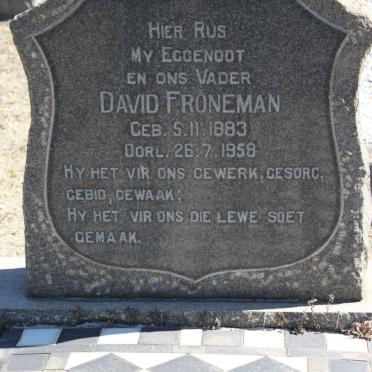 HIER RUS
MY EGGENOOT
EN ONS VADER
DAVID FRONEMAN
GEB. 5.11.1883
OORL. 26.7.1958
HY HET VIR ONS GEWERK, GESORG,
GEBID, GEWAAK;
HY HET VIR ONS DIE LEWE SOET
GEMAAK.